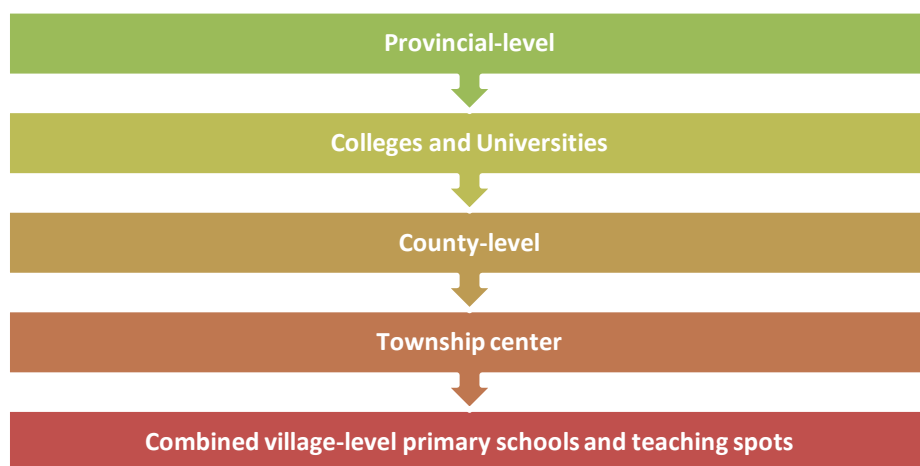 Provincial-level
Colleges and Universities
County-level
Township center
Combined village-level primary schools and teaching spots